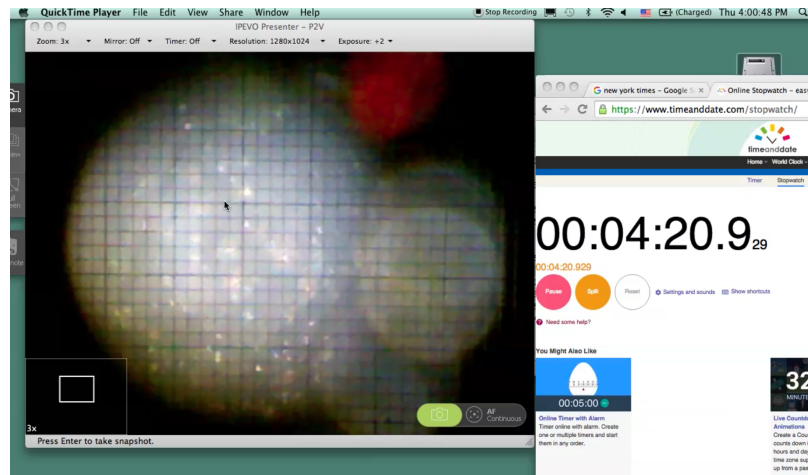 QuickTime Player File Edit View Share Window Help
Stop Recording
(Charged) Thu 4:00:48 PM
IPEVO Presenter – P2V
Zoom: 3x Mirror: Off Timer: Off Resolution: 1280x1024 Exposure: +2
3x
AF
Continuous
Press Enter to take snapshot.
new york times – Google S
Online Stopwatch – eas
https://www.timeanddate.com/stopwatch/
timeanddate
Home World Clock
Timer Stopwatch
00:04:20.929
00:04:20.929
Pause Split Reset Settings and sounds Show shortcuts
Need some help?
You Might Also Like
00:05:00
Online Timer with Alarm
Timer online with alarm. Create
one or multiple timers and start
them in any order.
32
MINUTE
Live Countdo
Animations
Create a Cou
counts down i
hours and da
time zone sup
up from a pas